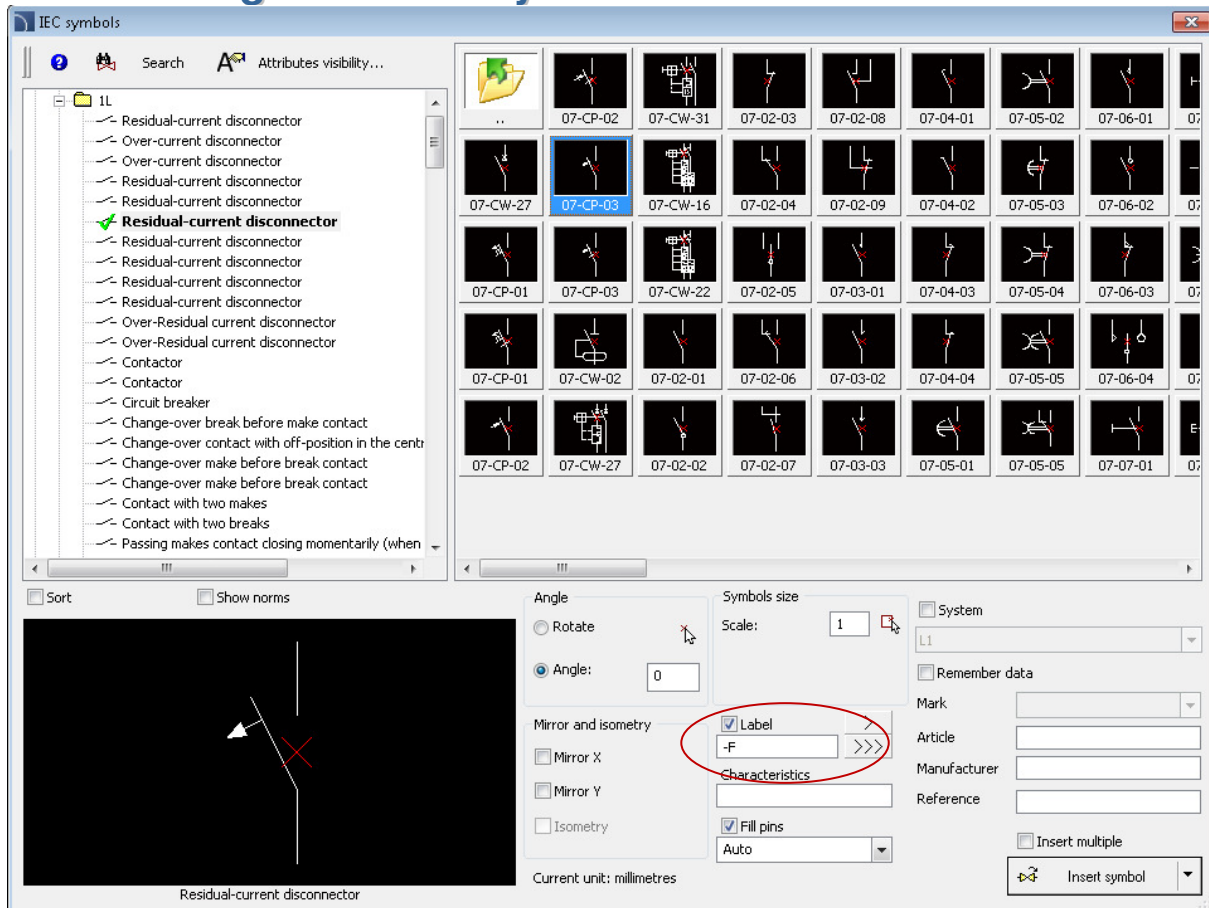 IEC symbols
Search
Attributes visibility...
1L
Residual-current disconnector
Over-current disconnector
Over-current disconnector
Residual-current disconnector
Residual-current disconnector
Residual-current disconnector
Residual-current disconnector
Residual-current disconnector
Residual-current disconnector
Residual-current disconnector
Over-Residual current disconnector
Over-Residual current disconnector
Contactor
Contactor
Circuit breaker
Change-over break before make contact
Change-over contact with off-position in the centr
Change-over make before break contact
Change-over make before break contact
Contact with two makes
Contact with two breaks
Passing makes contact closing momentarily (when
.. 07-CP-02 07-CW-31 07-02-03 07-02-08 07-04-01 07-05-02 07-06-01 07
07-CW-27 07-CP-03 07-CW-16 07-02-04 07-02-09 07-04-02 07-05-03 07-06-02 07
07-CP-01 07-CP-03 07-CW-22 07-02-05 07-03-01 07-04-03 07-05-04 07-06-03 07
07-CP-01 07-CW-02 07-02-01 07-02-06 07-03-02 07-04-04 07-05-05 07-06-04 07
07-CP-02 07-CW-27 07-02-02 07-02-07 07-03-03 07-05-01 07-05-05 07-07-01 07
Sort
Show norms
Residual-current disconnector
Angle
Rotate
Angle: 0
Mirror and isometry
Mirror X
Mirror Y
Isometry
Current unit: millimetres
Symbols size
Scale: 1
Label >
-F >>>
Characteristics
Fill pins
Auto
System
L1
Remember data
Mark
Article
Manufacturer
Reference
Insert multiple
Insert symbol